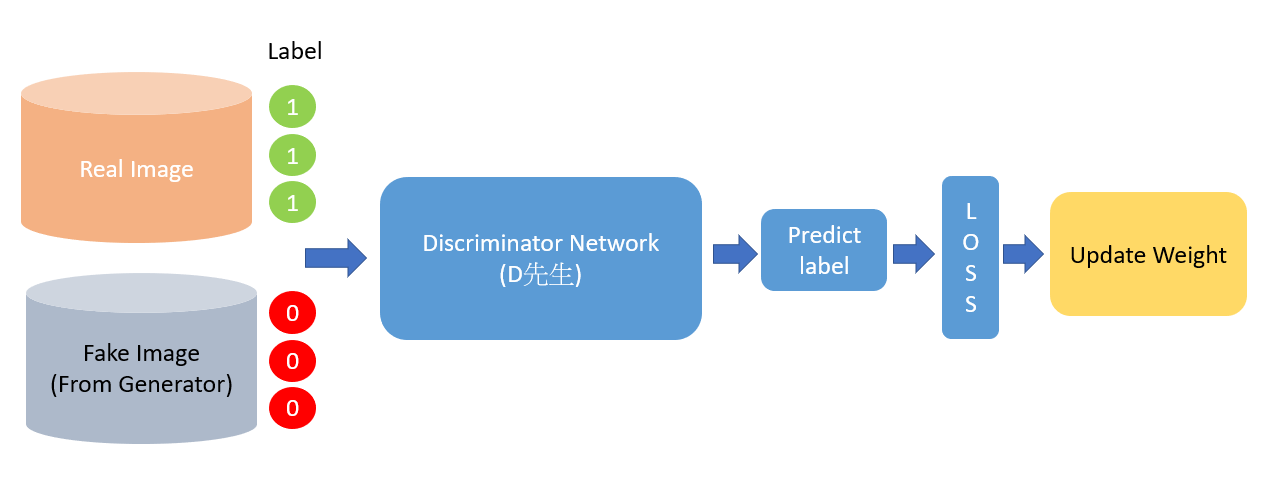 Label
Real Image
1
1
1
Fake Image
(From Generator)
0
0
0
Discriminator Network
(D先生)
Predict
label
L
O
S
S
Update Weight